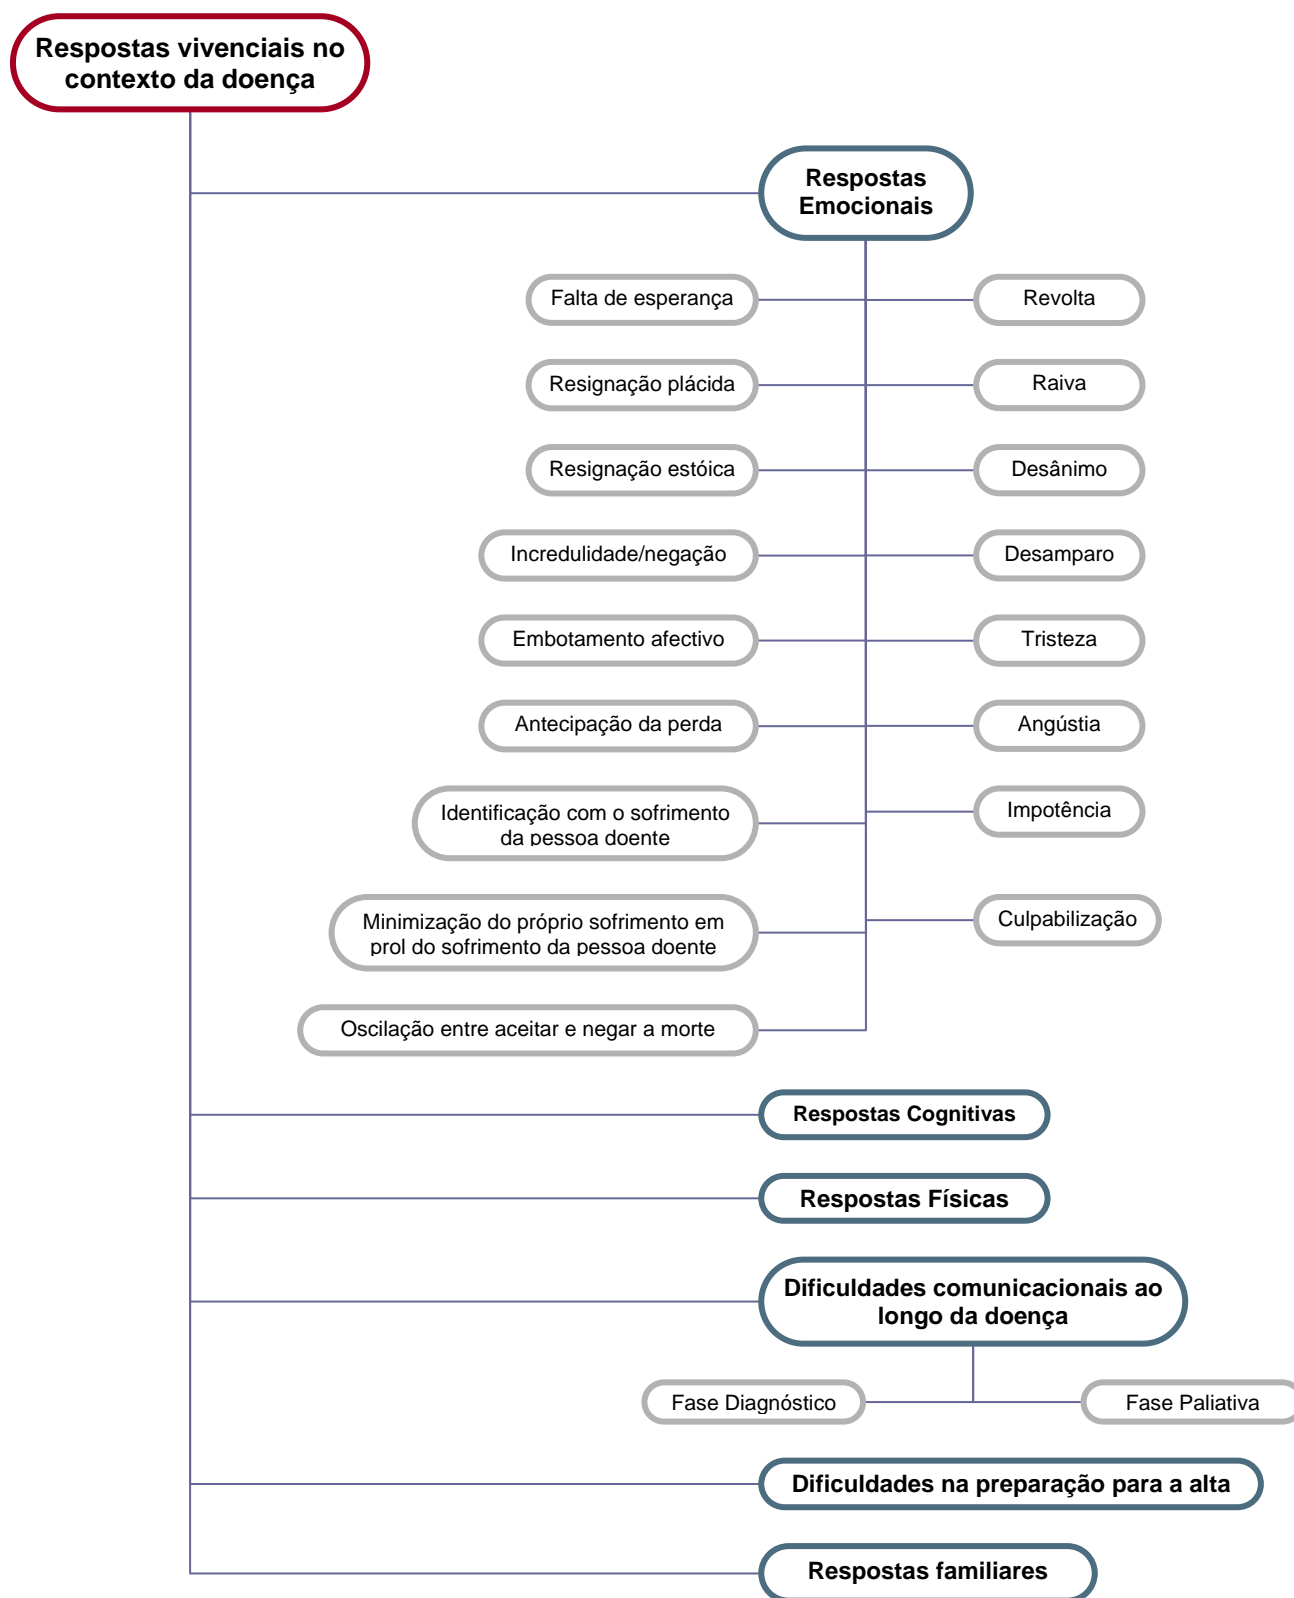 Respostas vivenciais no
contexto da doença
Respostas
Emocionais
Falta de esperança
Revolta
Resignação plácida
Raiva
Resignação estóica
Desânimo
Incredulidade/negação
Desamparo
Embotamento afectivo
Tristeza
Antecipação da perda
Angústia
Identificação com o sofrimento
da pessoa doente
Impotência
Minimização do próprio sofrimento em
prol do sofrimento da pessoa doente
Culpabilização
Oscilação entre aceitar e negar a morte
Respostas Cognitivas
Respostas Físicas
Dificuldades comunicacionais ao
longo da doença
Fase Diagnóstico
Fase Paliativa
Dificuldades na preparação para a alta
Respostas familiares